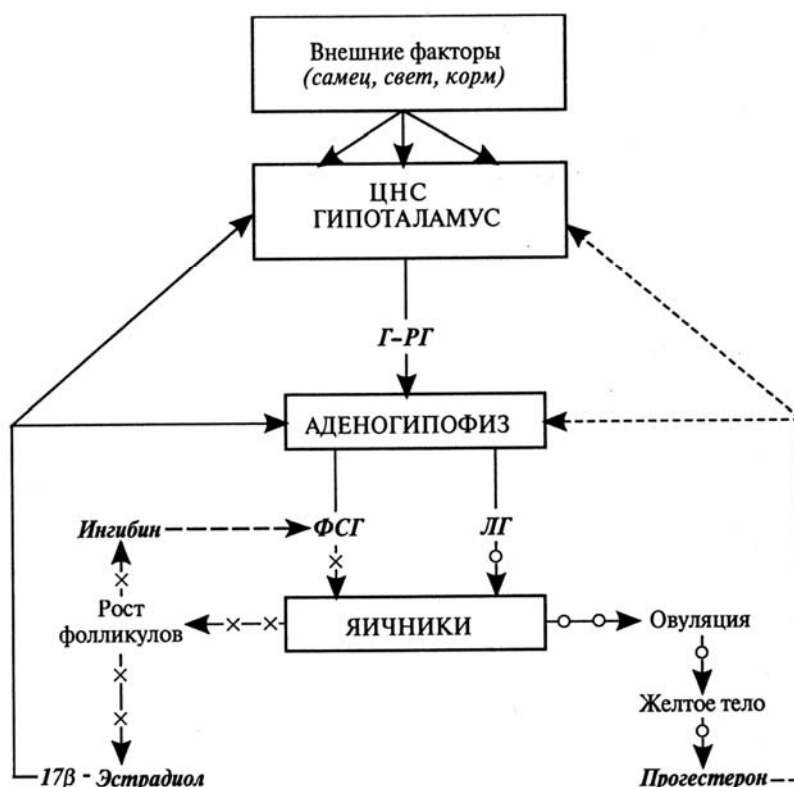 Внешние факторы
(самец, свет, корм)
ЦНС
ГИПОТАЛАМУС
Г-РГ
АДЕНОГИПОФИЗ
Ингибин
ФСГ
ЛГ
Рост
фолликулов
ЯИЧНИКИ
Овуляция
Желтое тело
17β - Эстрадиол
Прогестерон